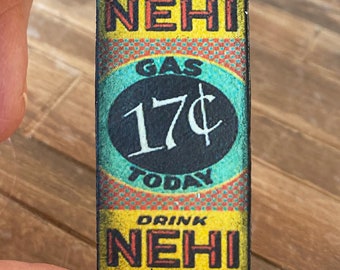 NEHI
GAS
17¢
TODAY
DRINK
NEHI